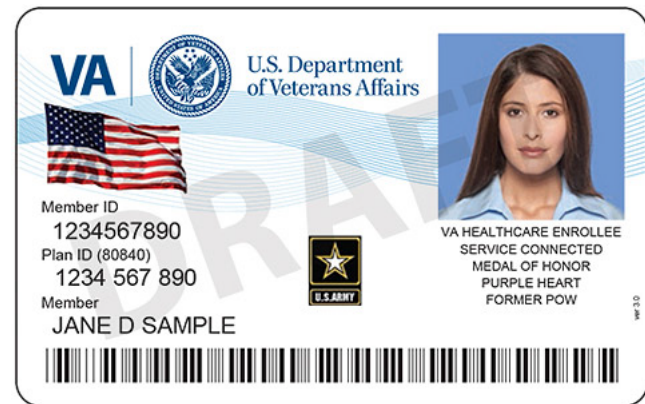 VA
U.S. Department
of Veterans Affairs
DRAFT
Member ID
1234567890
Plan ID (80840)
1234 567 890
Member
JANE D SAMPLE
U.S.ARMY
VA HEALTHCARE ENROLLEE
SERVICE CONNECTED
MEDAL OF HONOR
PURPLE HEART
FORMER POW
ver 3.0